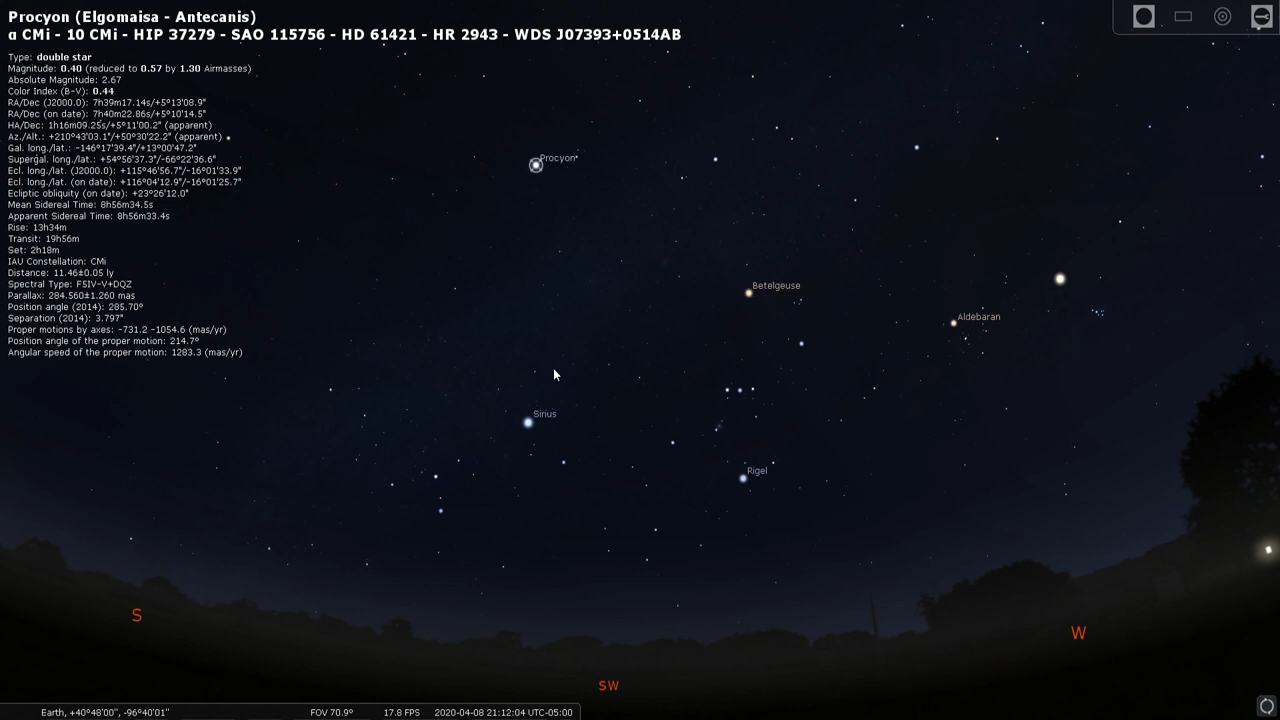 Procyon (Elgomaisa - Antecanis)
α CMi - 10 CMi - HIP 37279 - SAO 115756 - HD 61421 - HR 2943 - WDS J07393+0514AB
Type: double star
Magnitude: 0.40 (reduced to 0.57 by 1.30 Airmasses)
Absolute Magnitude: 2.67
Color Index (B-V): 0.44
RA/Dec (J2000.0): 7h39m17.14s/+5°13'08.9"
RA/Dec (on date): 7h40m22.86s/+5°10'14.5"
HA/Dec: 1h16m09.25s/+5°11'00.2" (apparent)
Az./Alt.: +210°43'03.1"/+50°30'22.2" (apparent)
Gal. long./lat.: -146°17'39.4"/+13°00'47.2"
Supergal. long./lat.: +54°56'37.3"/-66°22'36.6"
Ecl. long./lat. (J2000.0): +115°46'56.7"/-16°01'33.9"
Ecl. long./lat. (on date): +116°04'12.9"/-16°01'25.7"
Ecliptic obliquity (on date): +23°26'12.0"
Mean Sidereal Time: 8h56m34.5s
Apparent Sidereal Time: 8h56m33.4s
Rise: 13h34m
Transit: 19h56m
Set: 2h18m
IAU Constellation: CMi
Distance: 11.46±0.05 ly
Spectral Type: F5IV-V+DQZ
Parallax: 284.560±1.260 mas
Position angle (2014): 285.70°
Separation (2014): 3.797"
Proper motions by axes: -731.2 -1054.6 (mas/yr)
Position angle of the proper motion: 214.7°
Angular speed of the proper motion: 1283.3 (mas/yr)
Procyon
Betelgeuse
Aldebaran
Sirius
Rigel
S
W
SW
Earth, +40°48'00", -96°40'01" FOV 70.9° 17.8 FPS 2020-04-08 21:12:04 UTC-05:00